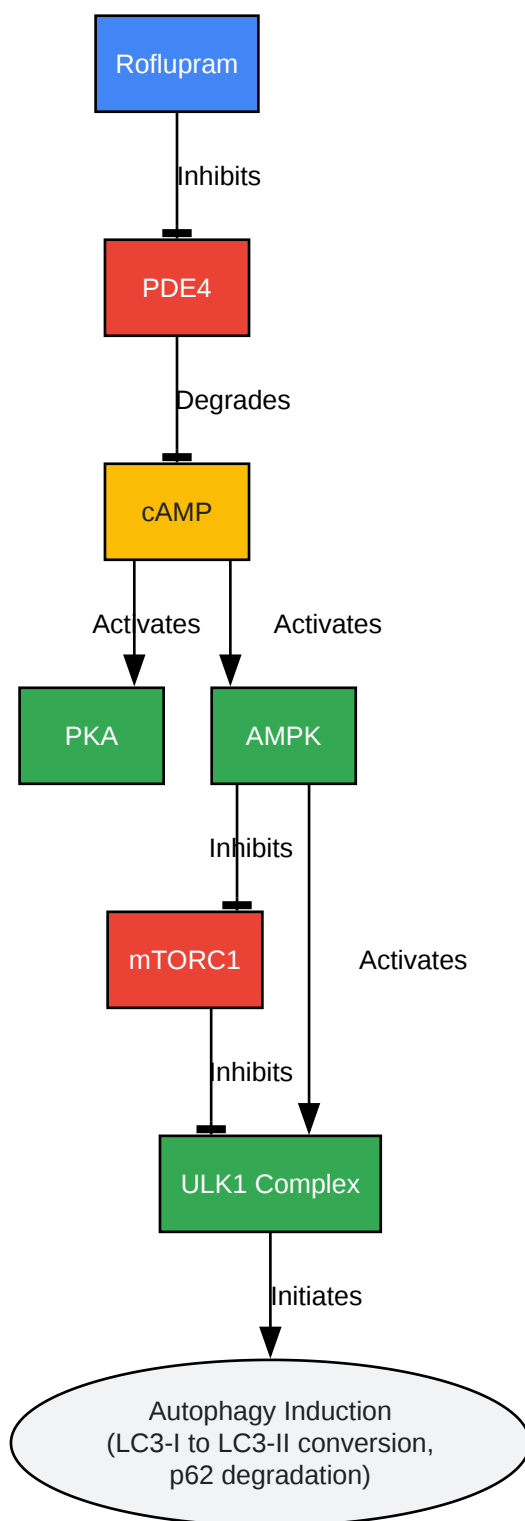 Roflupram
Inhibits
PDE4
Degrades
cAMP
Activates
Activates
PKA
AMPK
Inhibits
mTORC1
Activates
Inhibits
ULK1 Complex
Initiates
Autophagy Induction
(LC3-I to LC3-II conversion,
p62 degradation)